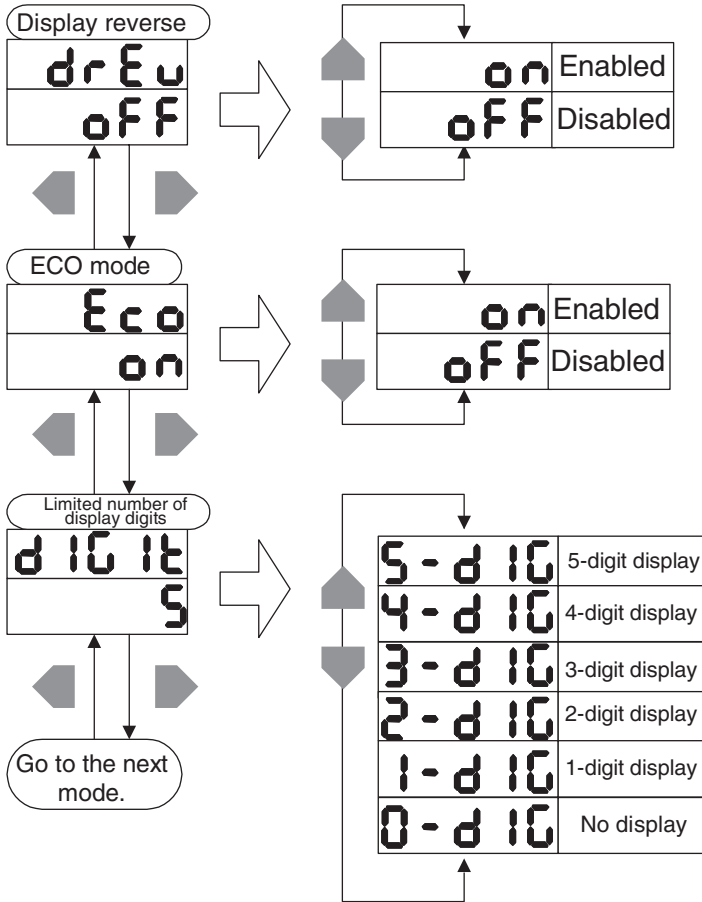 Display reverse
drEv
oFF
on Enabled
oFF Disabled
ECO mode
Eco
on
on Enabled
oFF Disabled
Limited number of
display digits
dIGIt
5
5-dIG 5-digit display
4-dIG 4-digit display
3-dIG 3-digit display
2-dIG 2-digit display
1-dIG 1-digit display
0-dIG No display
Go to the next
mode.